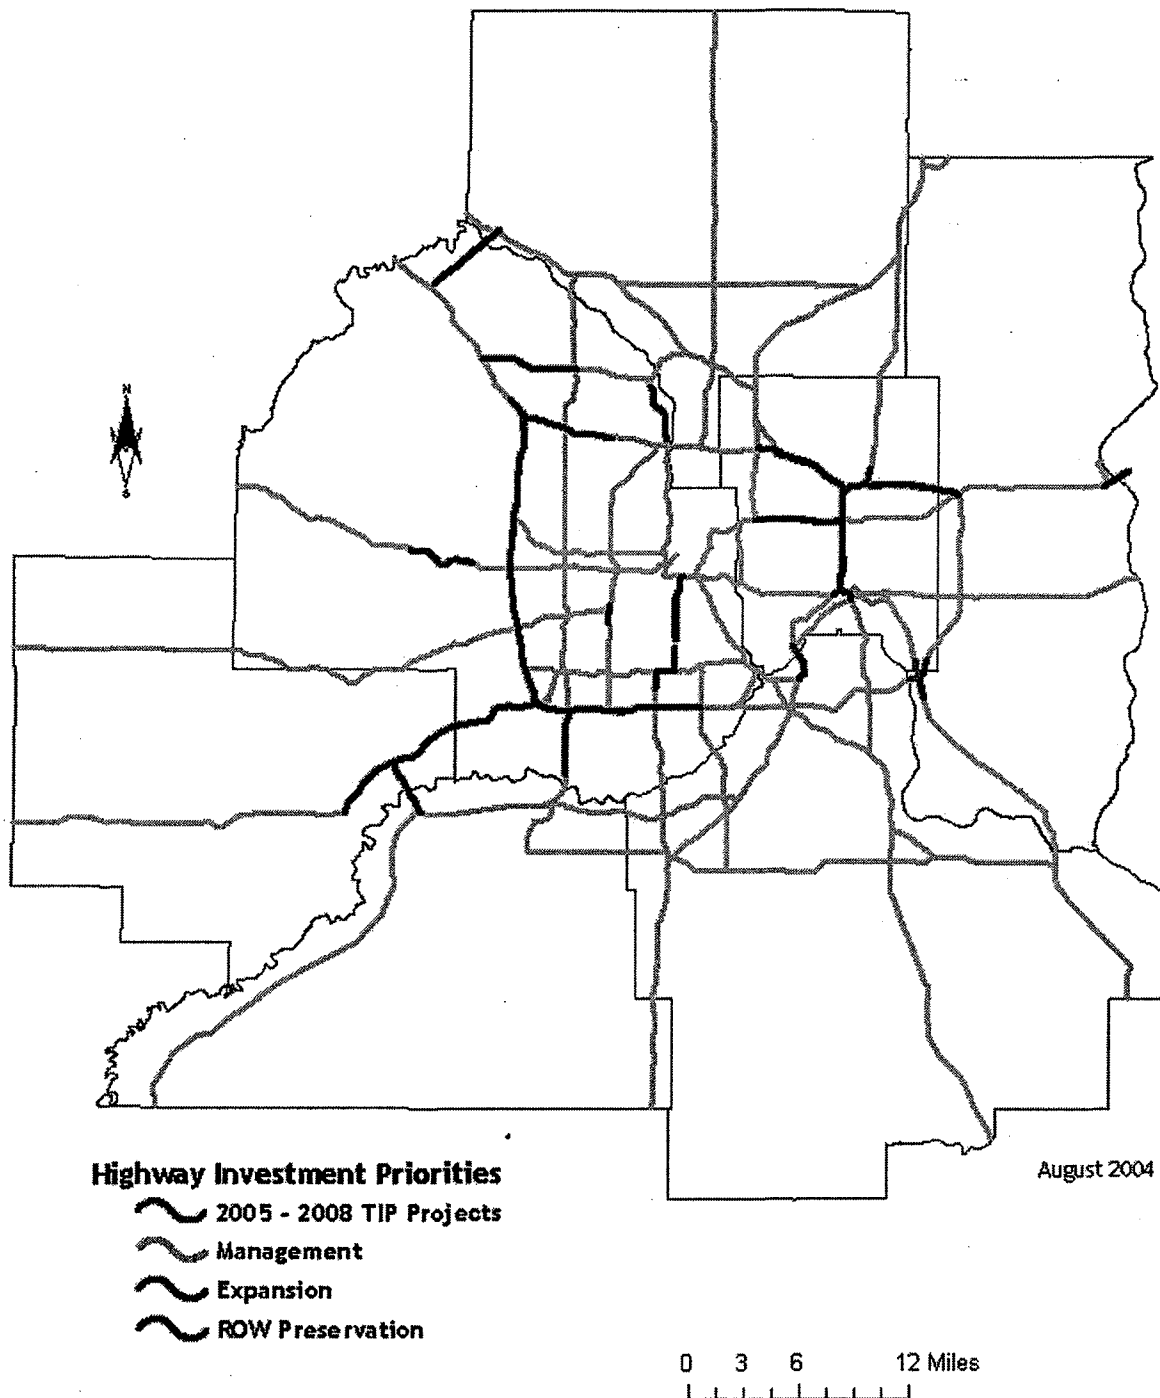 N
S
August 2004
Highway Investment Priorities
2005 - 2008 TIP Projects
Management
Expansion
ROW Preservation
0 3 6 12 Miles